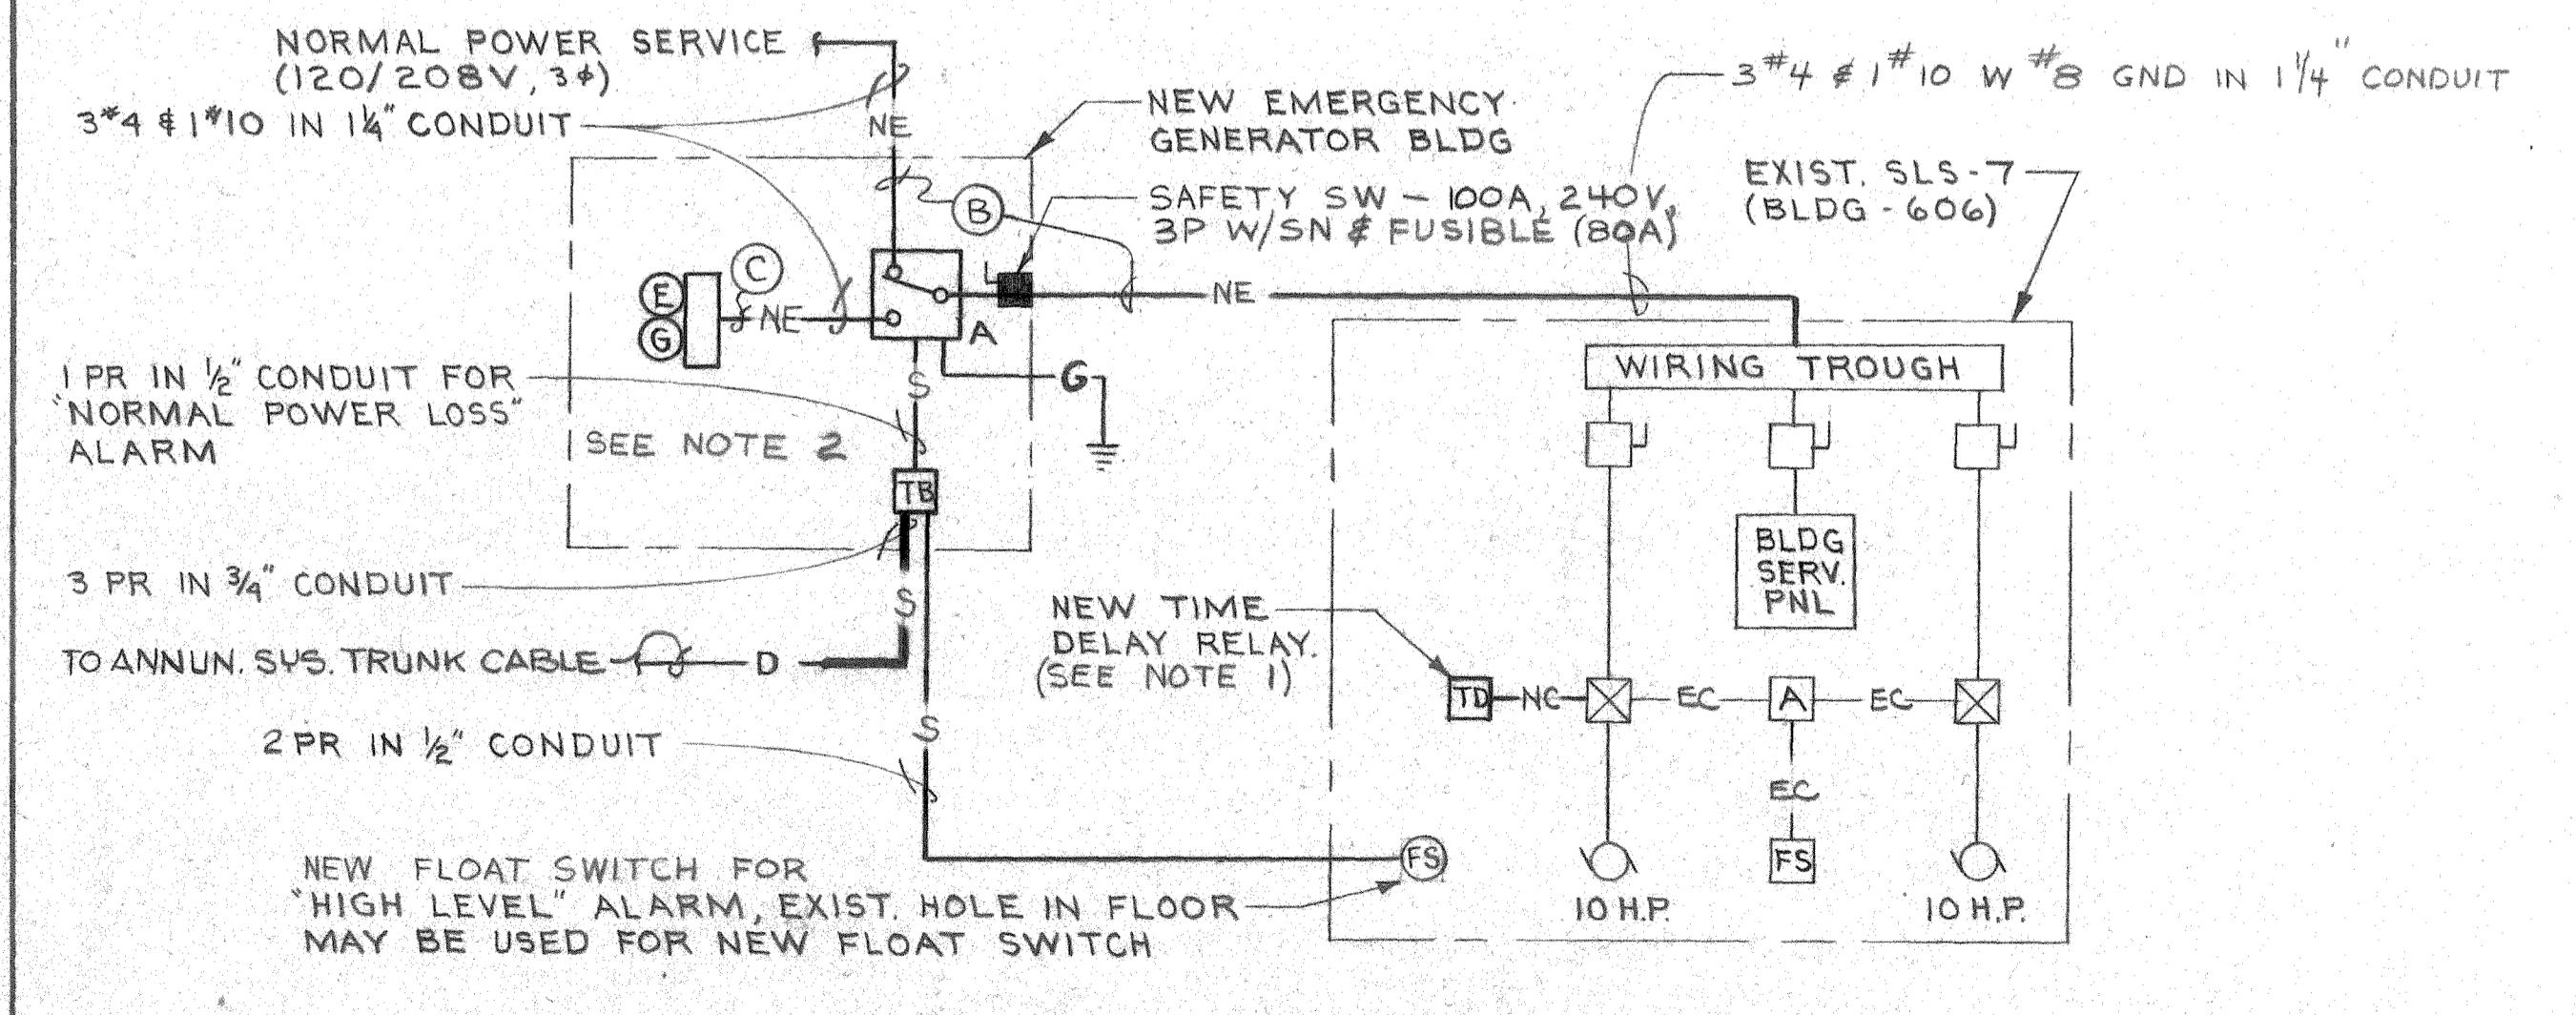 NORMAL POWER SERVICE
(120/208V, 3ϕ)
3#4 & 1#10 IN 1¼" CONDUIT
NE
NEW EMERGENCY
GENERATOR BLDG
3#4 & 1#10 W #8 GND IN 1¼" CONDUIT
SAFETY SW - 100A, 240V,
3P W/SN & FUSIBLE (80A)
EXIST. SLS-7
(BLDG-606)
B
C
E
G
NE
A
NE
G
WIRING TROUGH
1 PR IN ½" CONDUIT FOR
"NORMAL POWER LOSS"
ALARM
S
SEE NOTE 2
TB
3 PR IN ¾" CONDUIT
S
TO ANNUN. SYS. TRUNK CABLE
D
2 PR IN ½" CONDUIT
S
NEW TIME
DELAY RELAY.
(SEE NOTE 1)
BLDG
SERV.
PNL
TD
NC
EC
A
EC
EC
FS
FS
10 H.P.
10 H.P.
NEW FLOAT SWITCH FOR
"HIGH LEVEL" ALARM, EXIST. HOLE IN FLOOR
MAY BE USED FOR NEW FLOAT SWITCH